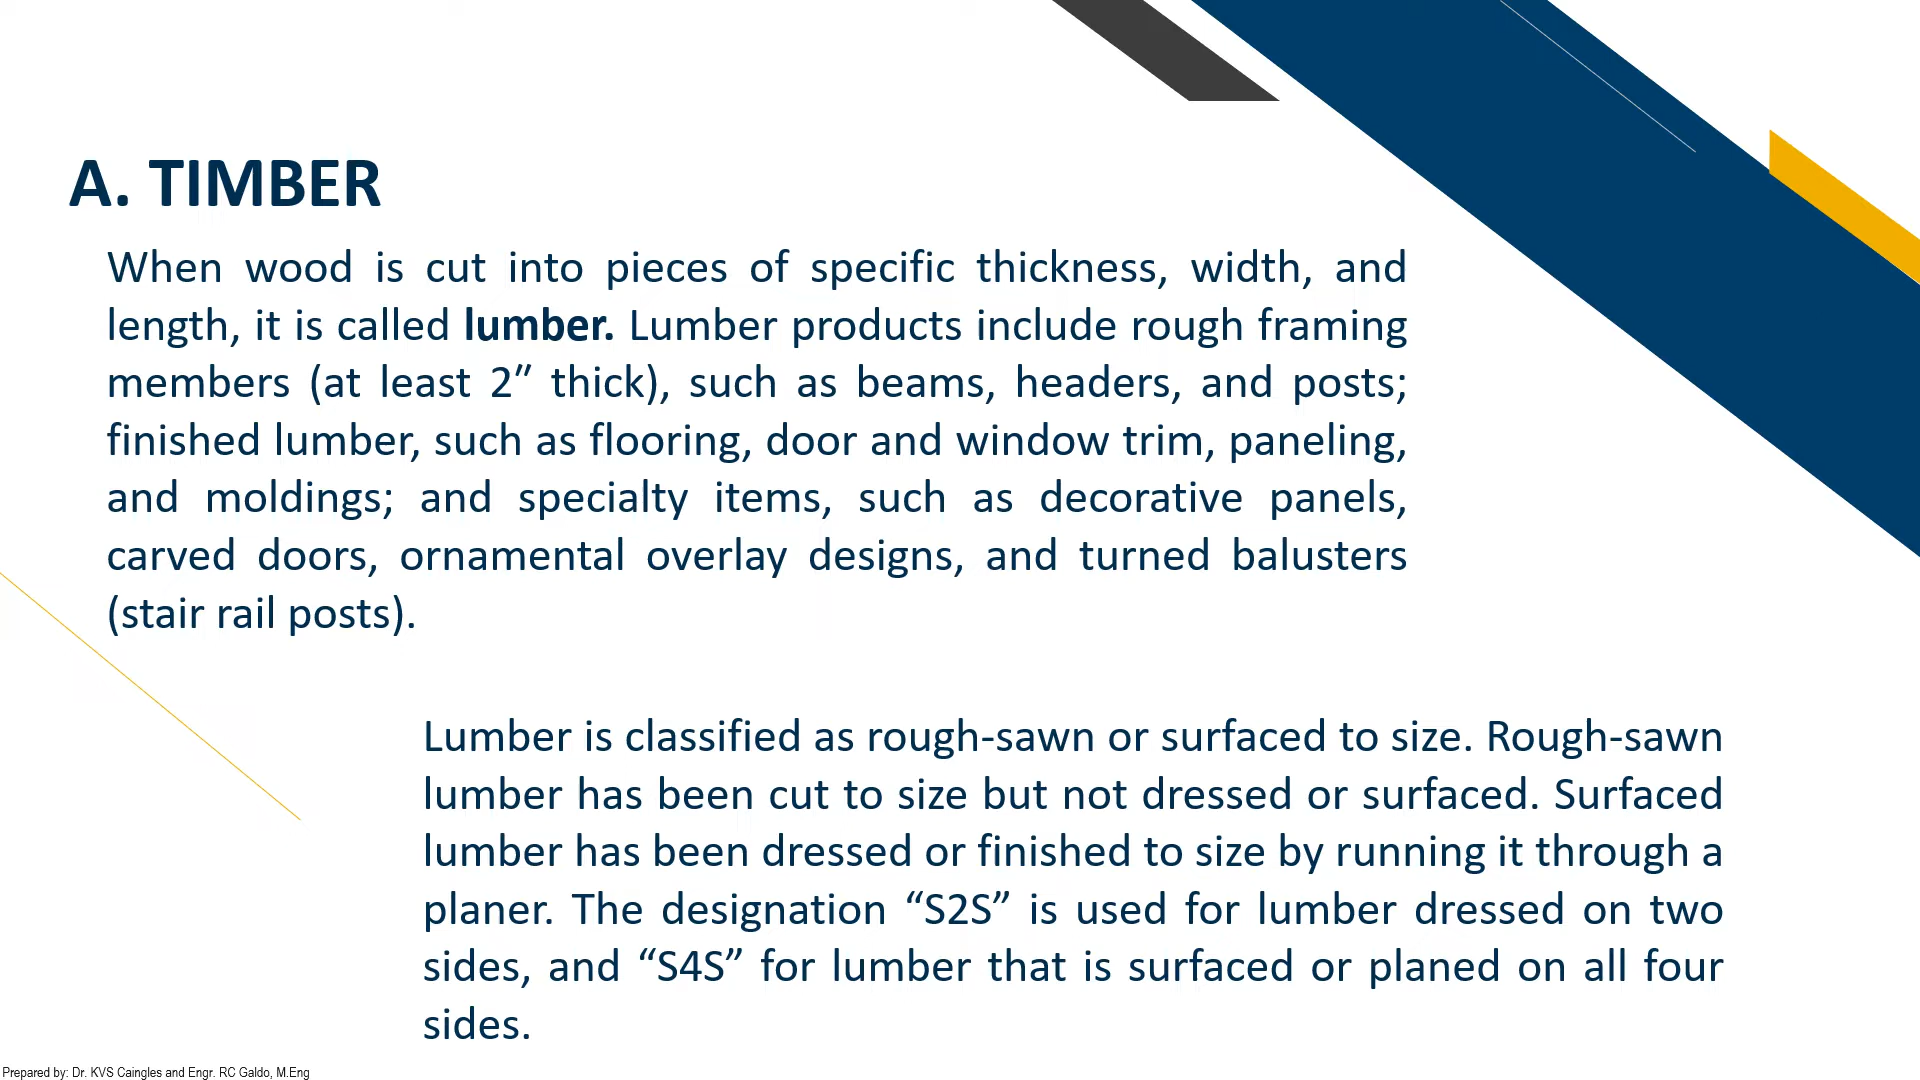 A. TIMBER
When wood is cut into pieces of specific thickness, width, and
length, it is called lumber. Lumber products include rough framing
members (at least 2” thick), such as beams, headers, and posts;
finished lumber, such as flooring, door and window trim, paneling,
and moldings; and specialty items, such as decorative panels,
carved doors, ornamental overlay designs, and turned balusters
(stair rail posts).
Lumber is classified as rough-sawn or surfaced to size. Rough-sawn
lumber has been cut to size but not dressed or surfaced. Surfaced
lumber has been dressed or finished to size by running it through a
planer. The designation “S2S” is used for lumber dressed on two
sides, and “S4S” for lumber that is surfaced or planed on all four
sides.
Prepared by: Dr. KVS Caingles and Engr. RC Galdo, M.Eng